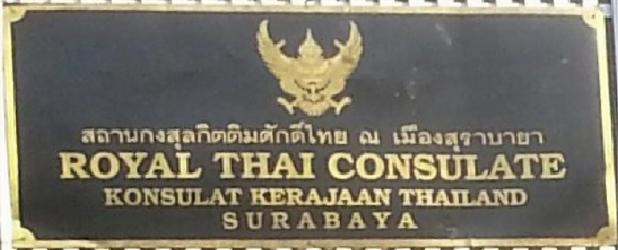 สถานกงสุลกิตติมศักดิ์ไทย ณ เมืองสุราบายา
ROYAL THAI CONSULATE
KONSULAT KERAJAAN THAILAND
SURABAYA